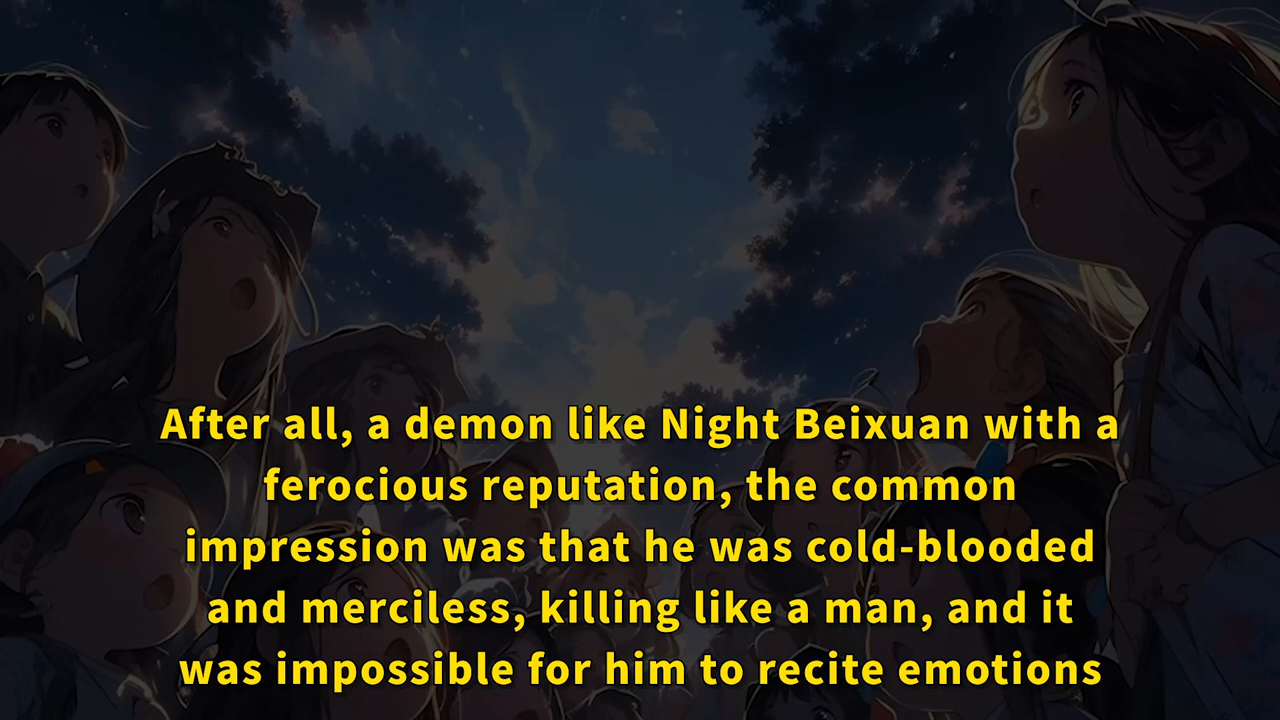 After all, a demon like Night Beixuan with a
ferocious reputation, the common
impression was that he was cold-blooded
and merciless, killing like a man, and it
was impossible for him to recite emotions